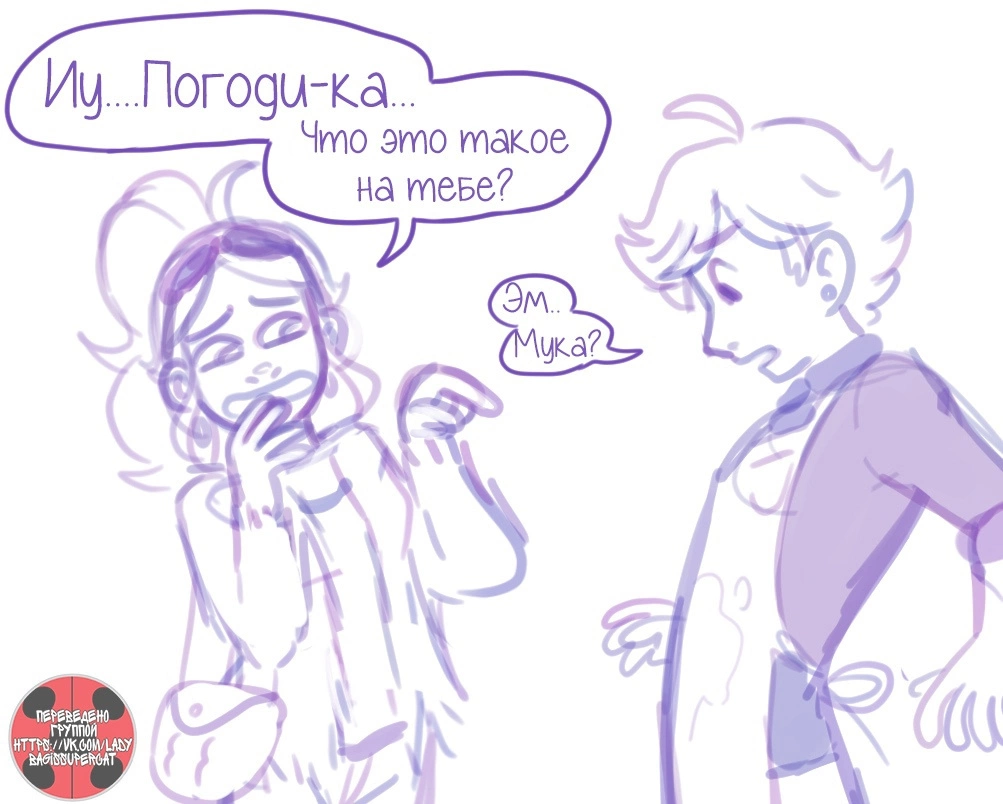 Иу....Погоди-ка...
Что это такое
на тебе?
Эм..
Мука?
ПЕРЕВЕДЕНО
ГРУППОЙ
HTTPS://VK.COM/LADY
BAGISSUPERCAT